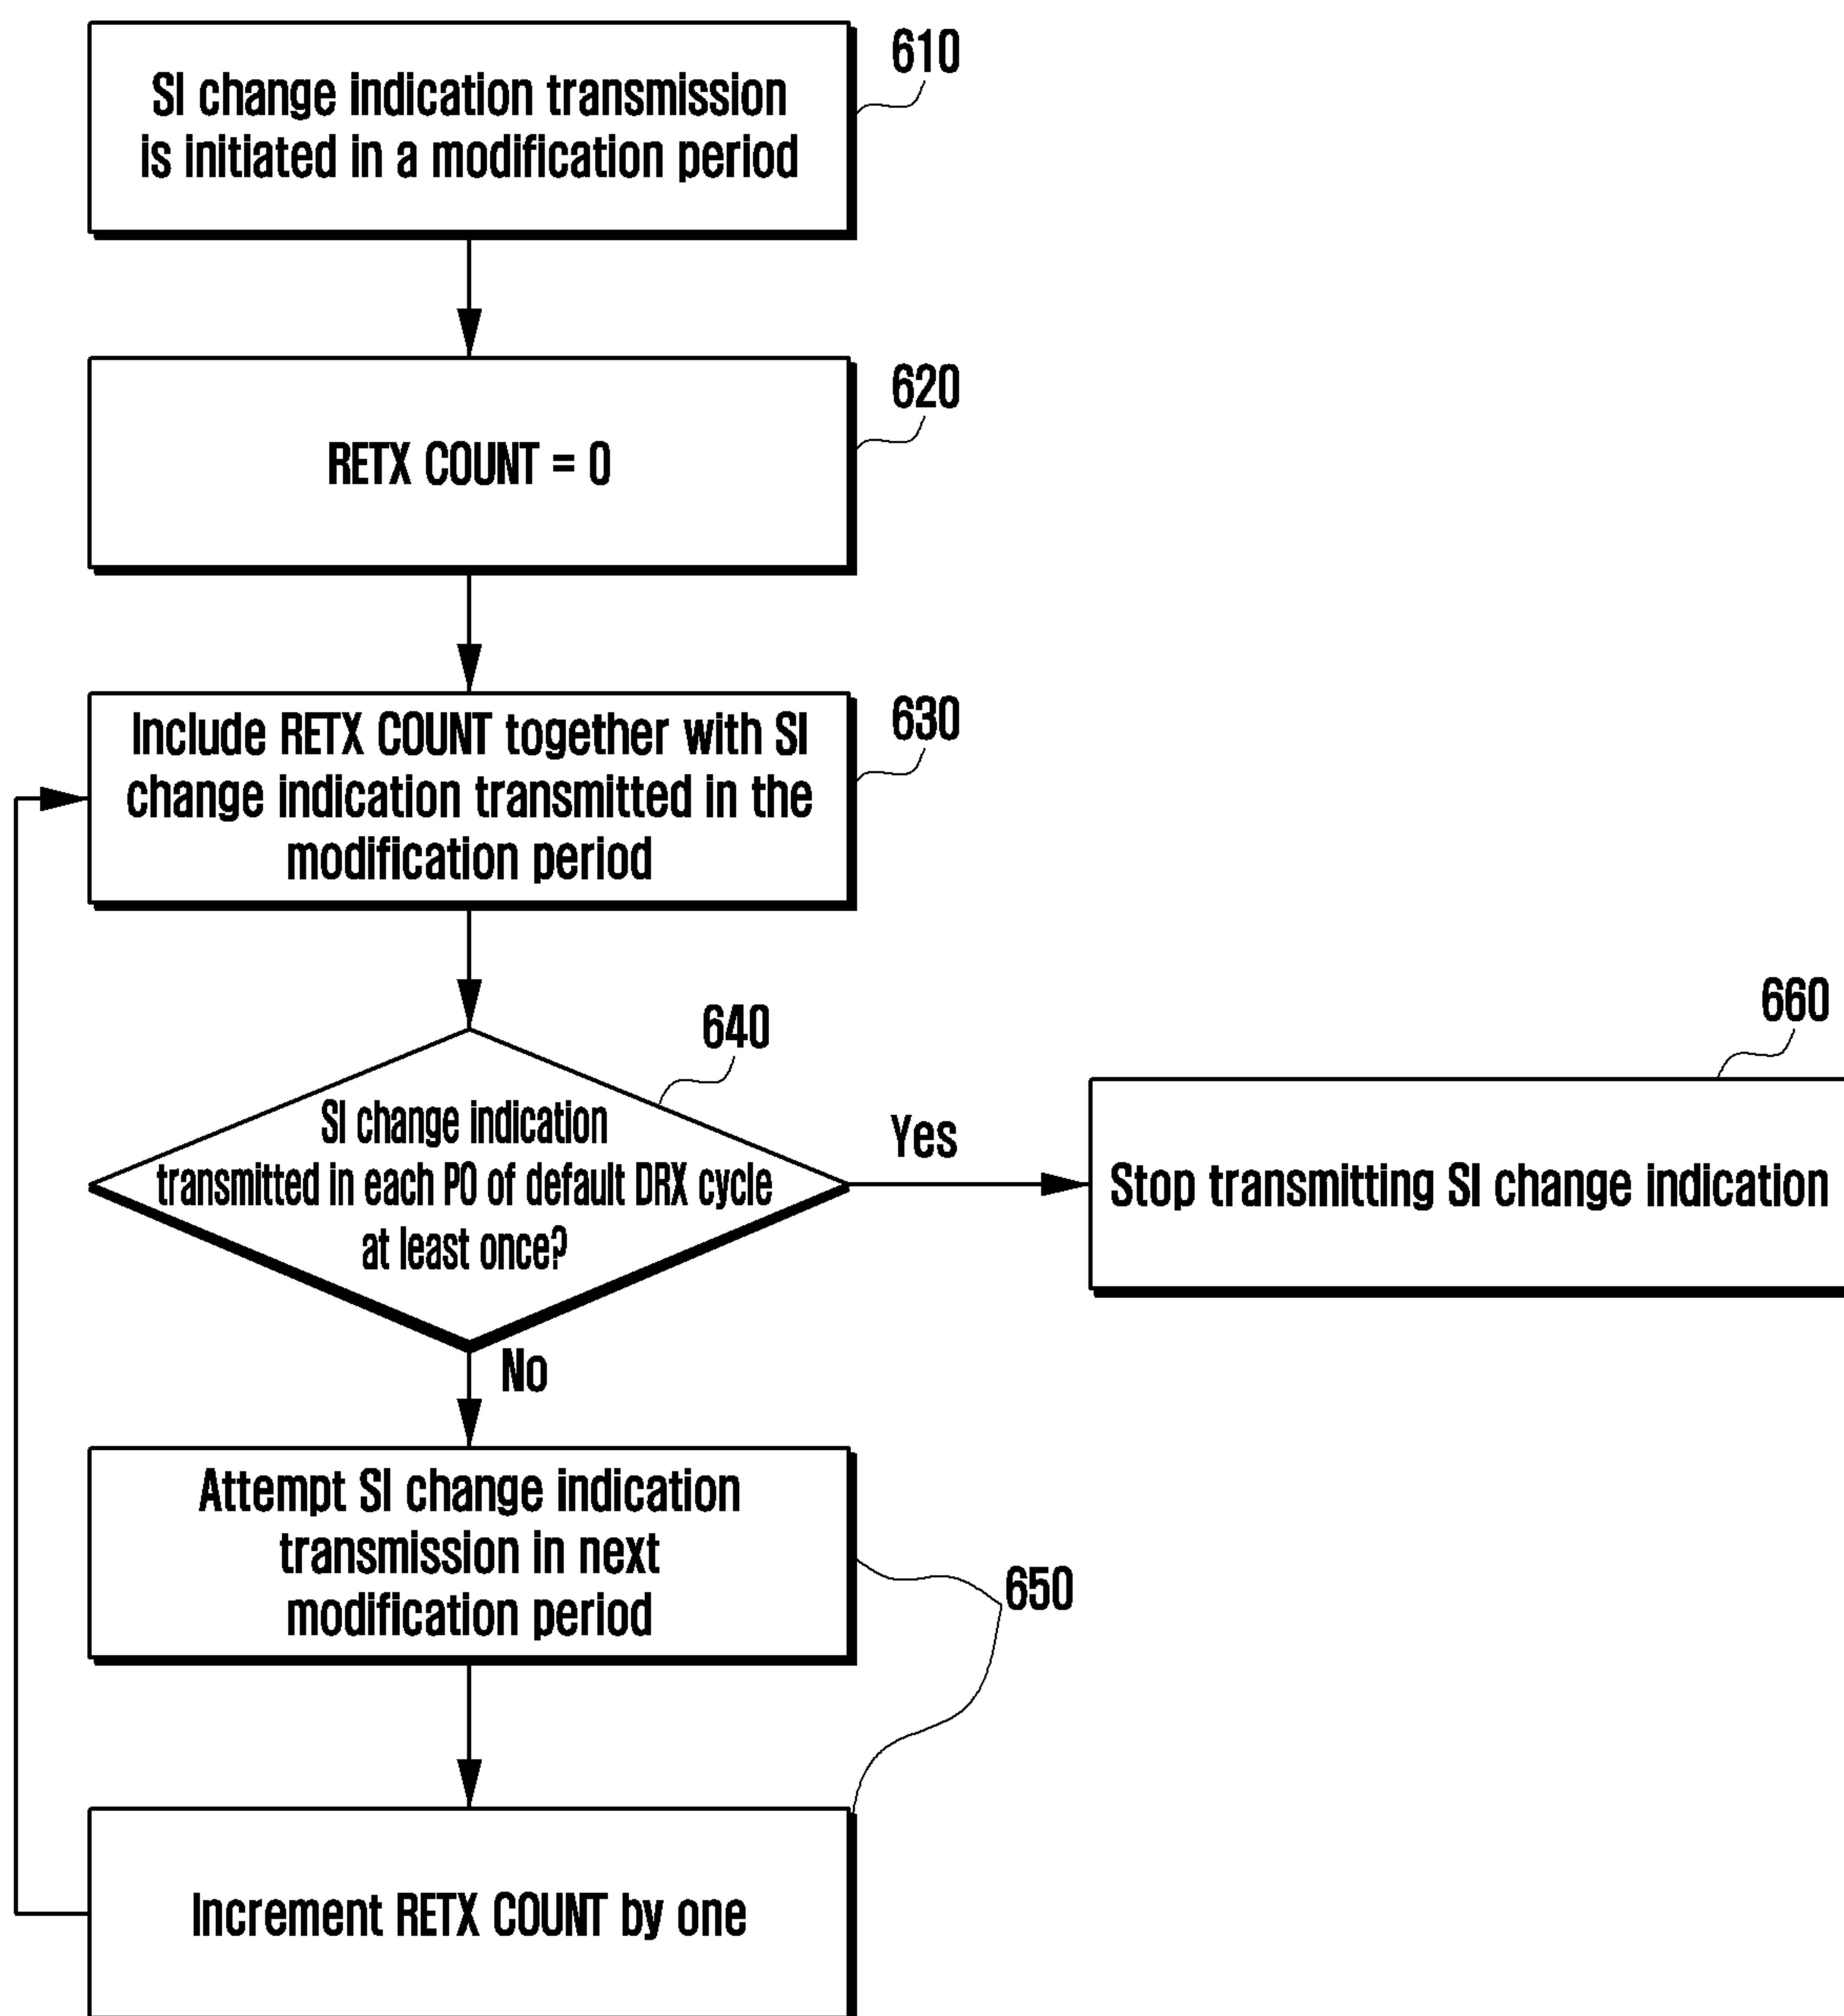 SI change indication transmission
is initiated in a modification period
610
RETX COUNT = 0
620
Include RETX COUNT together with SI
change indication transmitted in the
modification period
630
SI change indication
transmitted in each PO of default DRX cycle
at least once?
640
Yes
Stop transmitting SI change indication
660
No
Attempt SI change indication
transmission in next
modification period
650
Increment RETX COUNT by one